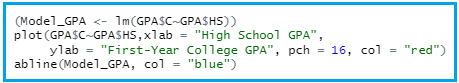 (Model_GPA <- lm(GPA$C~GPA$HS))
plot(GPA$C~GPA$HS,xlab = "High School GPA",
ylab = "First-Year College GPA", pch = 16, col = "red")
abline(Model_GPA, col = "blue")